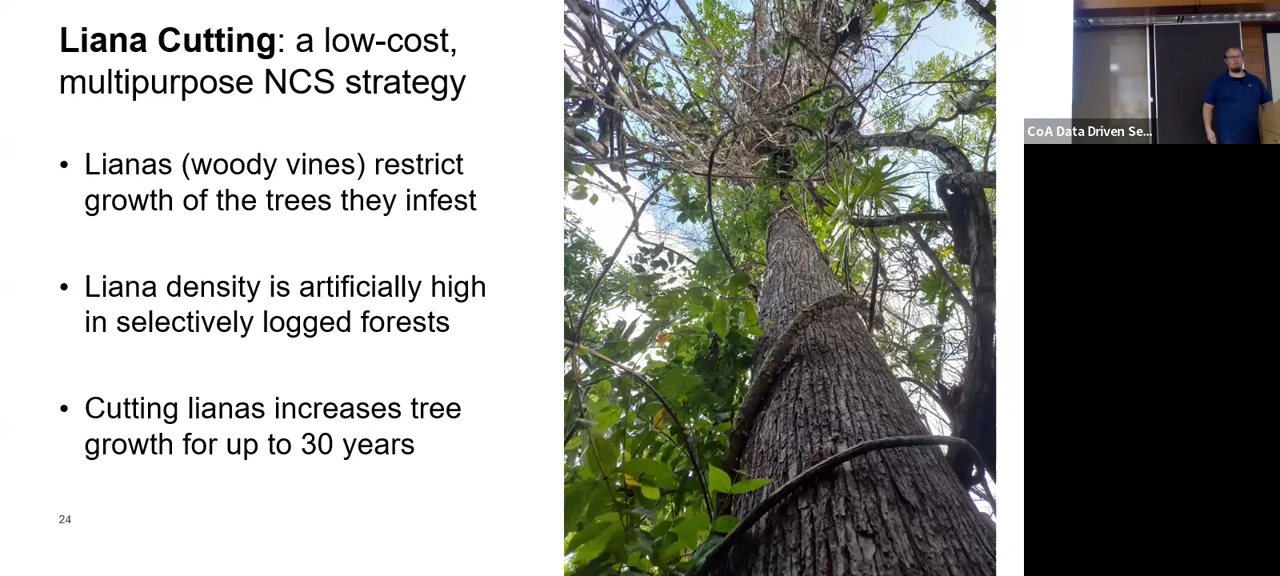 Liana Cutting: a low-cost,
multipurpose NCS strategy
• Lianas (woody vines) restrict
growth of the trees they infest
• Liana density is artificially high
in selectively logged forests
• Cutting lianas increases tree
growth for up to 30 years
24
CoA Data Driven Se...